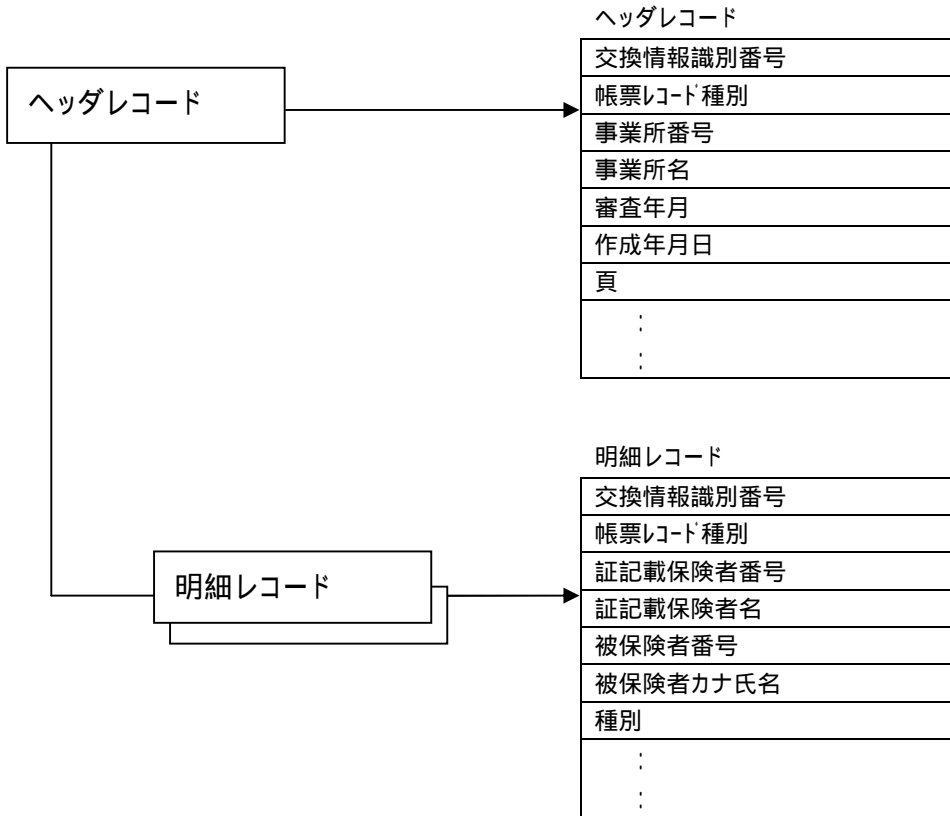 ヘッダレコード
ヘッダレコード
交換情報識別番号
帳票ﾚｺｰﾄﾞ種別
事業所番号
事業所名
審査年月
作成年月日
頁
:
:
明細レコード
明細レコード
交換情報識別番号
帳票ﾚｺｰﾄﾞ種別
証記載保険者番号
証記載保険者名
被保険者番号
被保険者カナ氏名
種別
:
: